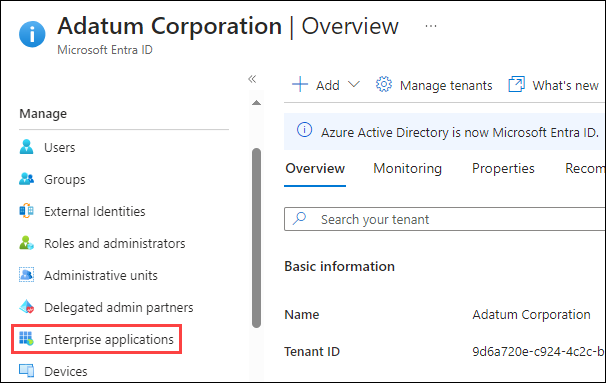 Adatum Corporation | Overview ...
Microsoft Entra ID
«
Manage
Users
Groups
External Identities
Roles and administrators
Administrative units
Delegated admin partners
Enterprise applications
Devices
+ Add Manage tenants What's new
Azure Active Directory is now Microsoft Entra ID.
Overview Monitoring Properties Recom
Search your tenant
Basic information
Name Adatum Corporation
Tenant ID 9d6a720e-c924-4c2c-b